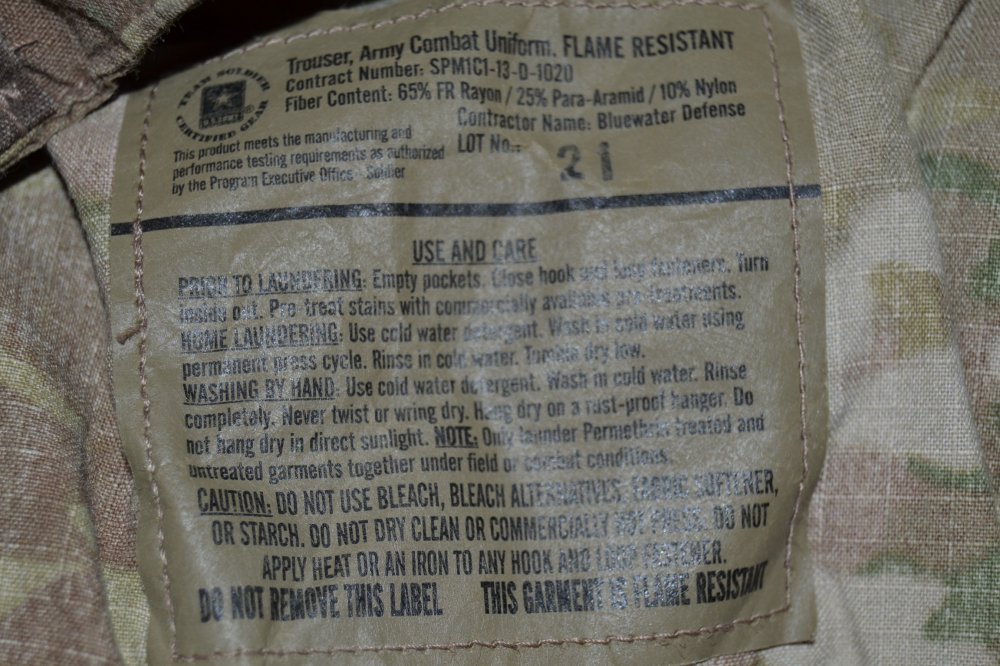 TEAM SOLDIER
CERTIFIED GEAR
Trouser, Army Combat Uniform. FLAME RESISTANT
Contract Number: SPM1C1-13-D-1020
Fiber Content: 65% FR Rayon / 25% Para-Aramid / 10% Nylon
Contractor Name: Bluewater Defense
This product meets the manufacturing and
performance testing requirements as authorized
by the Program Executive Office - Soldier
LOT No.: 21
USE AND CARE
PRIOR TO LAUNDERING: Empty pockets. Close hook and loop fasteners. Turn
inside out. Pre-treat stains with commercially available pre-treatments.
HOME LAUNDERING: Use cold water detergent. Wash in cold water using
permanent press cycle. Rinse in cold water. Tumble dry low.
WASHING BY HAND: Use cold water detergent. Wash in cold water. Rinse
completely. Never twist or wring dry. Hang dry on a rust-proof hanger. Do
not hang dry in direct sunlight. NOTE: Only launder Permethrin treated and
untreated garments together under field or combat conditions.
CAUTION: DO NOT USE BLEACH, BLEACH ALTERNATIVES, FABRIC SOFTENER,
OR STARCH. DO NOT DRY CLEAN OR COMMERCIALLY HOT PRESS. DO NOT
APPLY HEAT OR AN IRON TO ANY HOOK AND LOOP FASTENER.
DO NOT REMOVE THIS LABEL THIS GARMENT IS FLAME RESISTANT